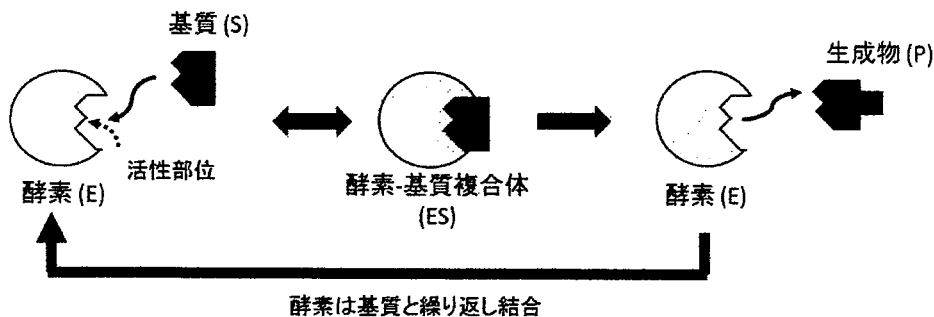 基質 (S)
生成物 (P)
活性部位
酵素 (E)
酵素-基質複合体
(ES)
酵素 (E)
酵素は基質と繰り返し結合